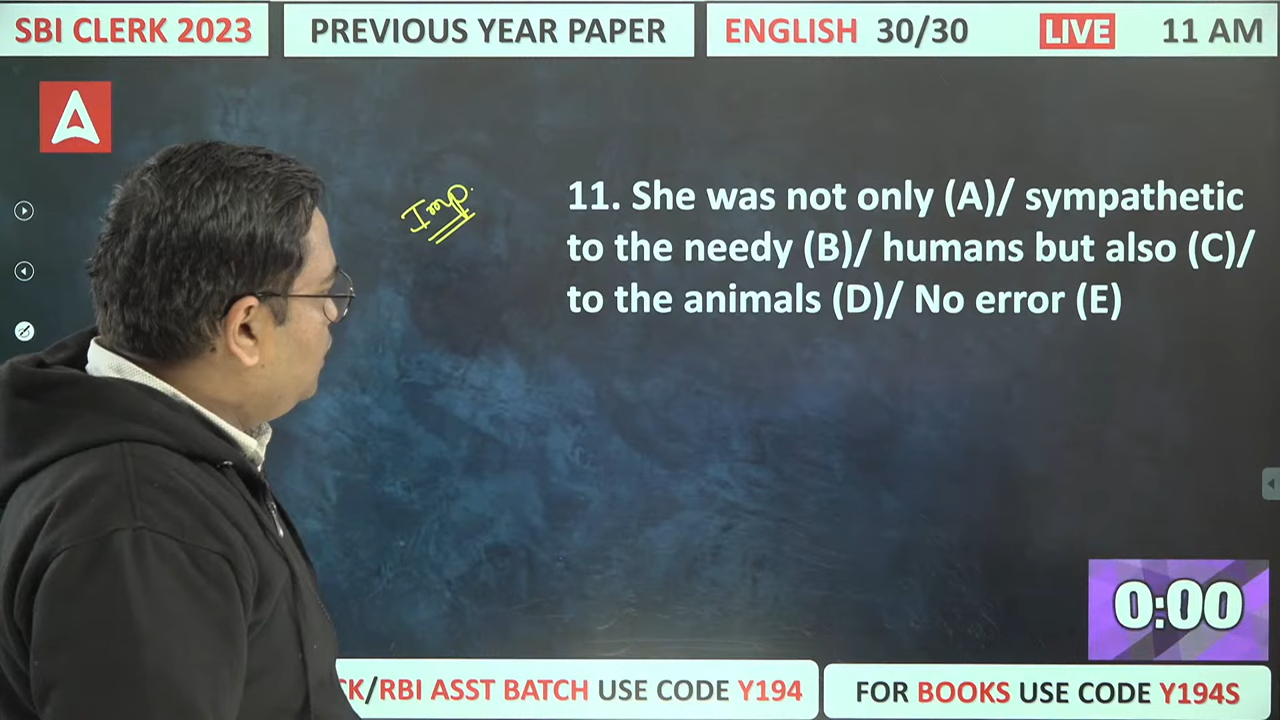 SBI CLERK 2023
PREVIOUS YEAR PAPER
ENGLISH 30/30 LIVE 11 AM
A
Imp.
11. She was not only (A)/ sympathetic
to the needy (B)/ humans but also (C)/
to the animals (D)/ No error (E)
0:00
CK/RBI ASST BATCH USE CODE Y194
FOR BOOKS USE CODE Y194S